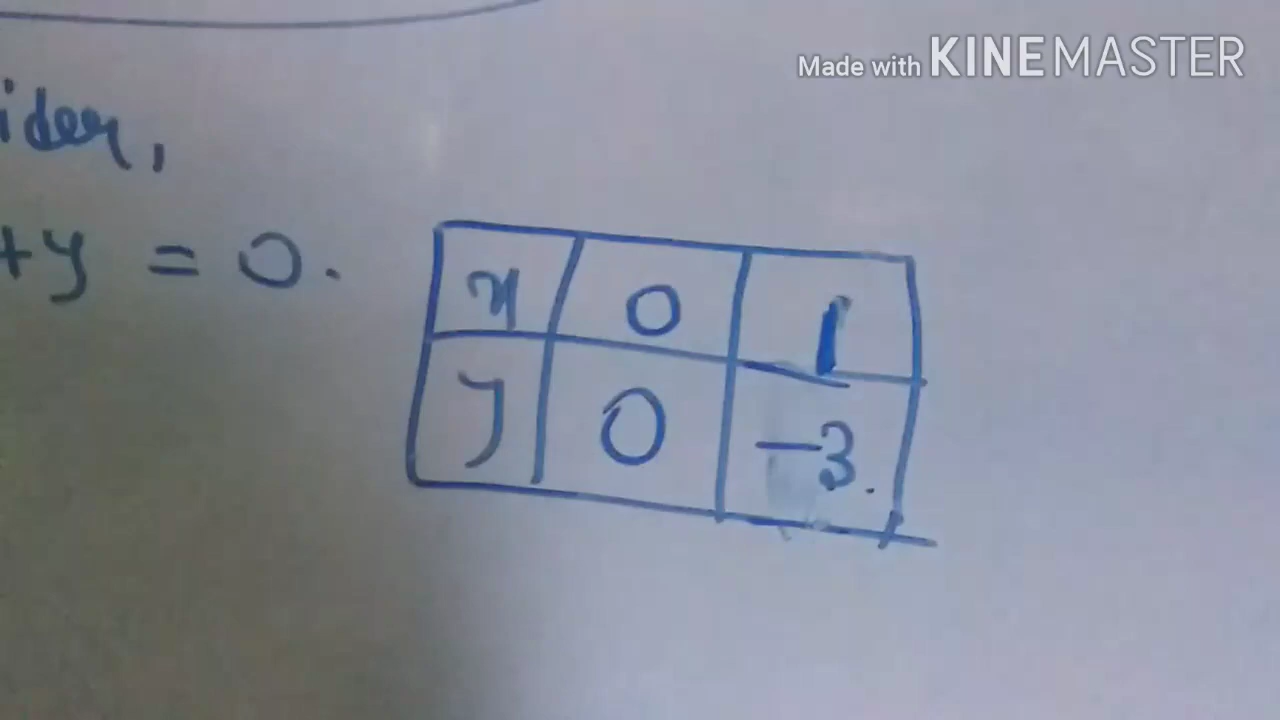 Made with KINEMASTER
ider,
+y = 0.
x 0 1
y 0 -3.